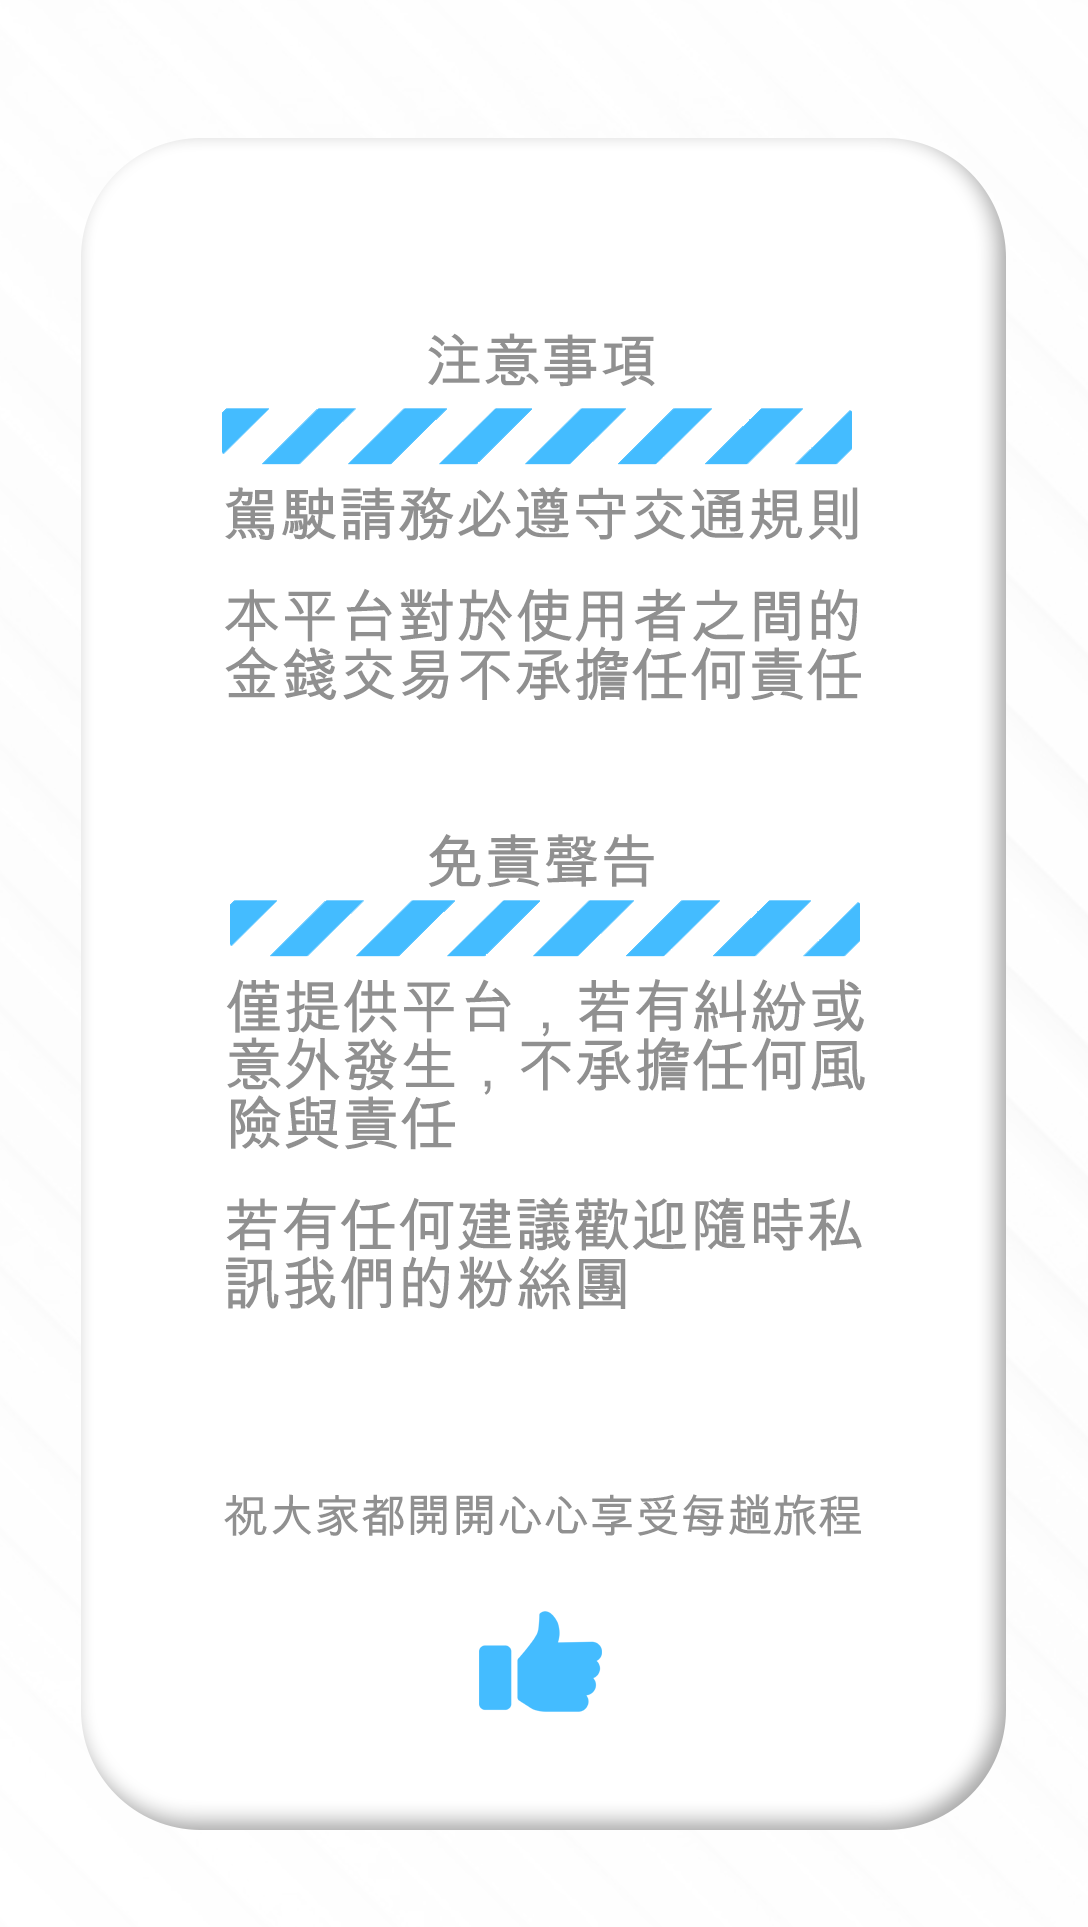 注意事項
駕駛請務必遵守交通規則
本平台對於使用者之間的
金錢交易不承擔任何責任
免責聲告
僅提供平台，若有糾紛或
意外發生，不承擔任何風
險與責任
若有任何建議歡迎隨時私
訊我們的粉絲團
祝大家都開開心心享受每趟旅程